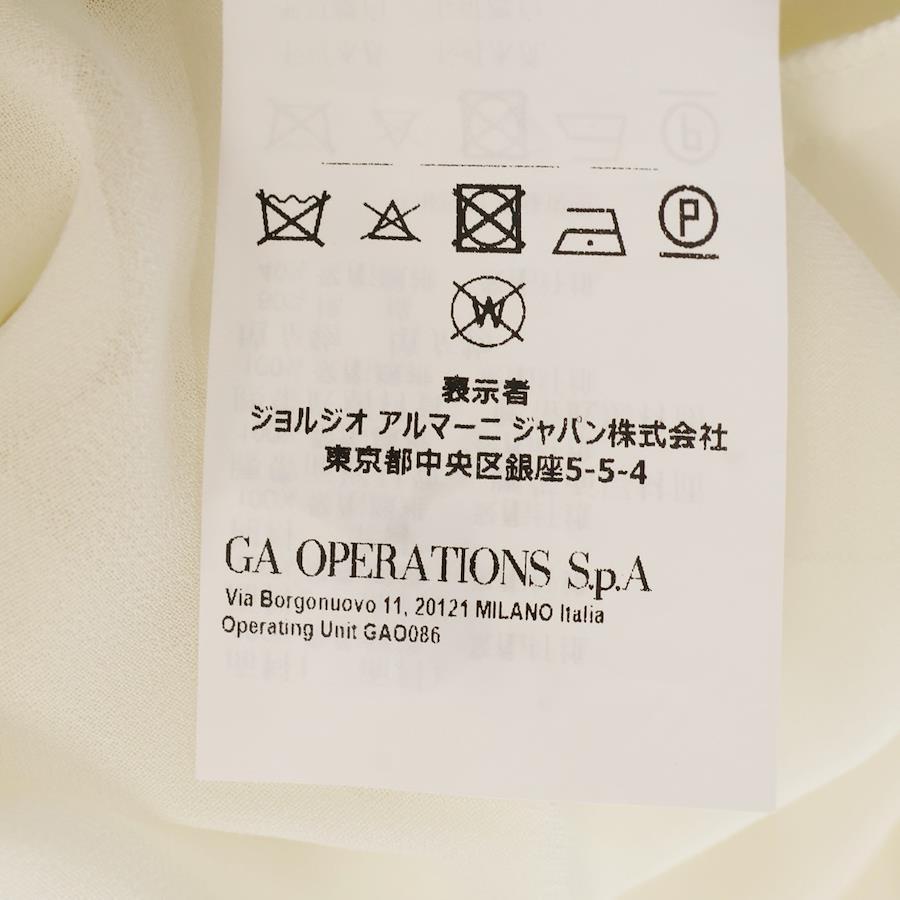 P
W
表示者
ジョルジオ アルマーニ ジャパン株式会社
東京都中央区銀座5-5-4
GA OPERATIONS S.p.A
Via Borgonuovo 11, 20121 MILANO Italia
Operating Unit GAO086